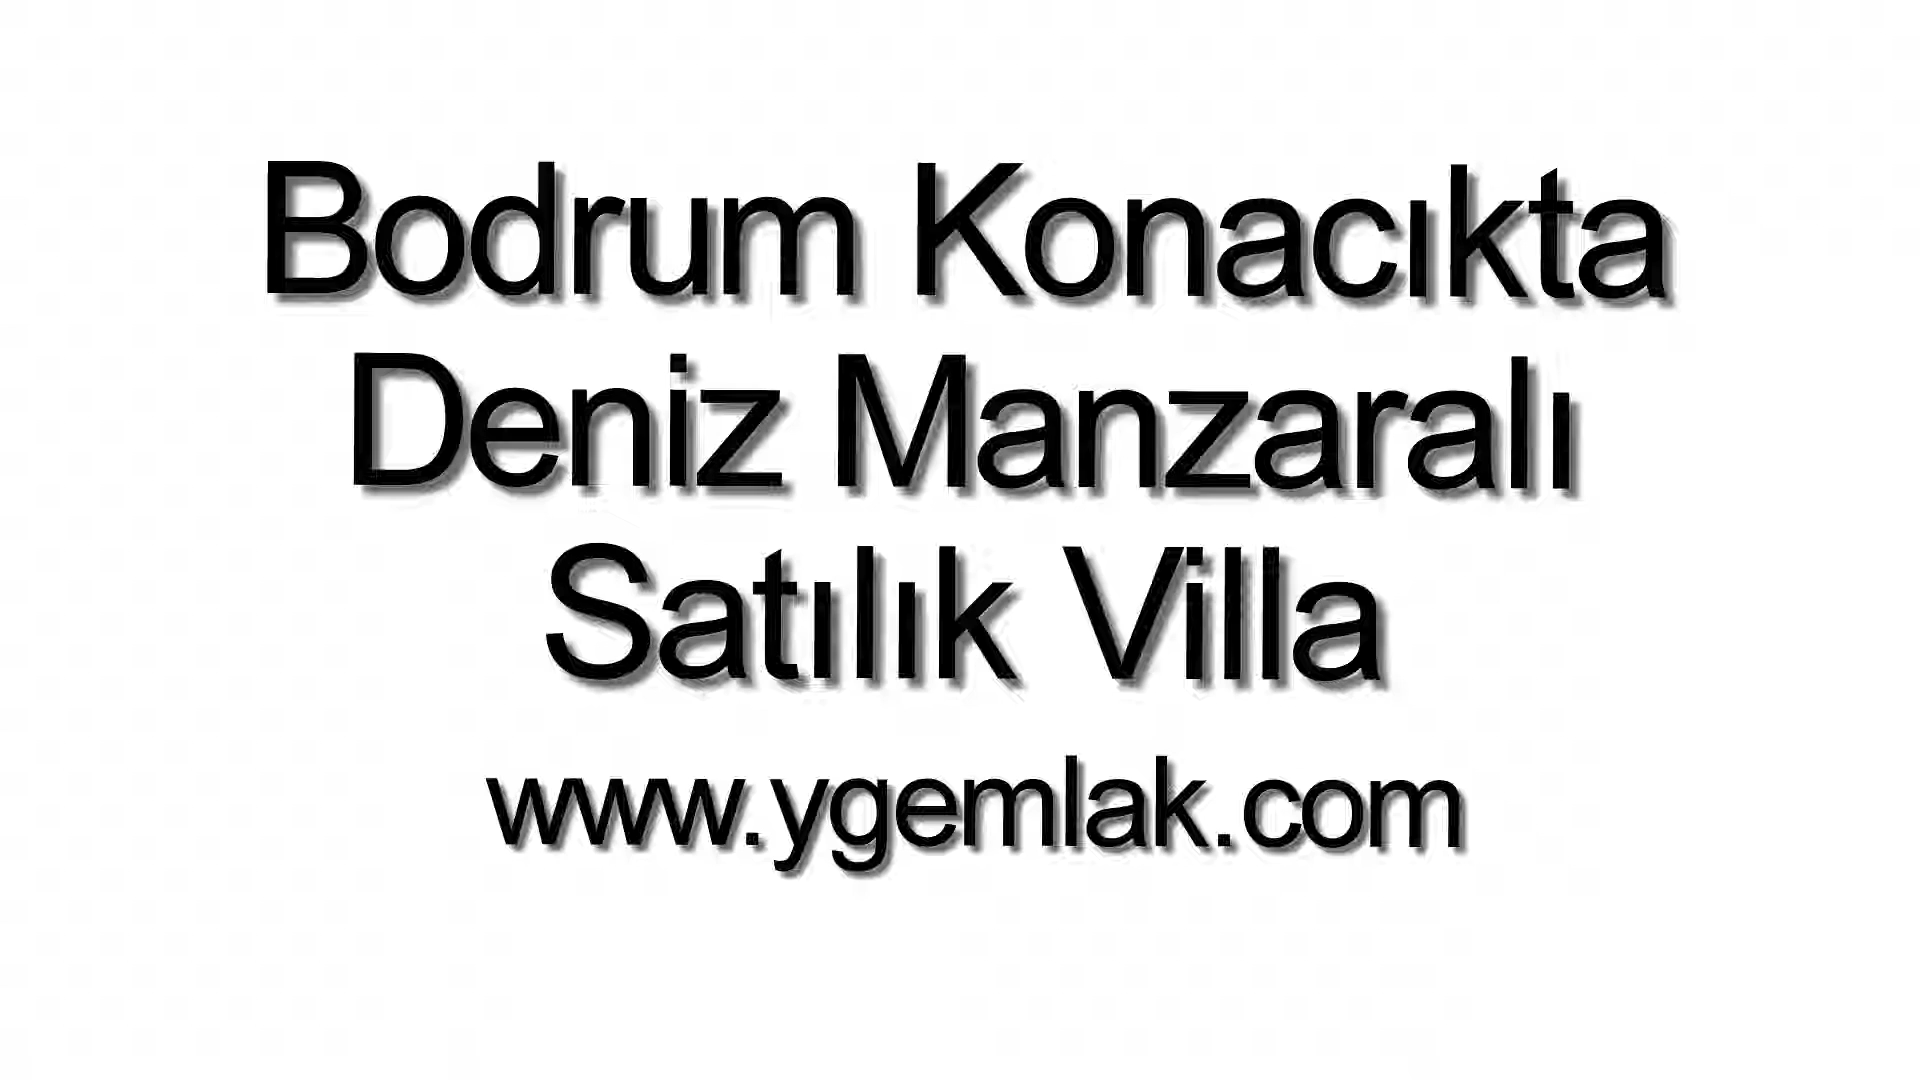 Bodrum Konacıkta
Deniz Manzaralı
Satılık Villa
www.ygemlak.com